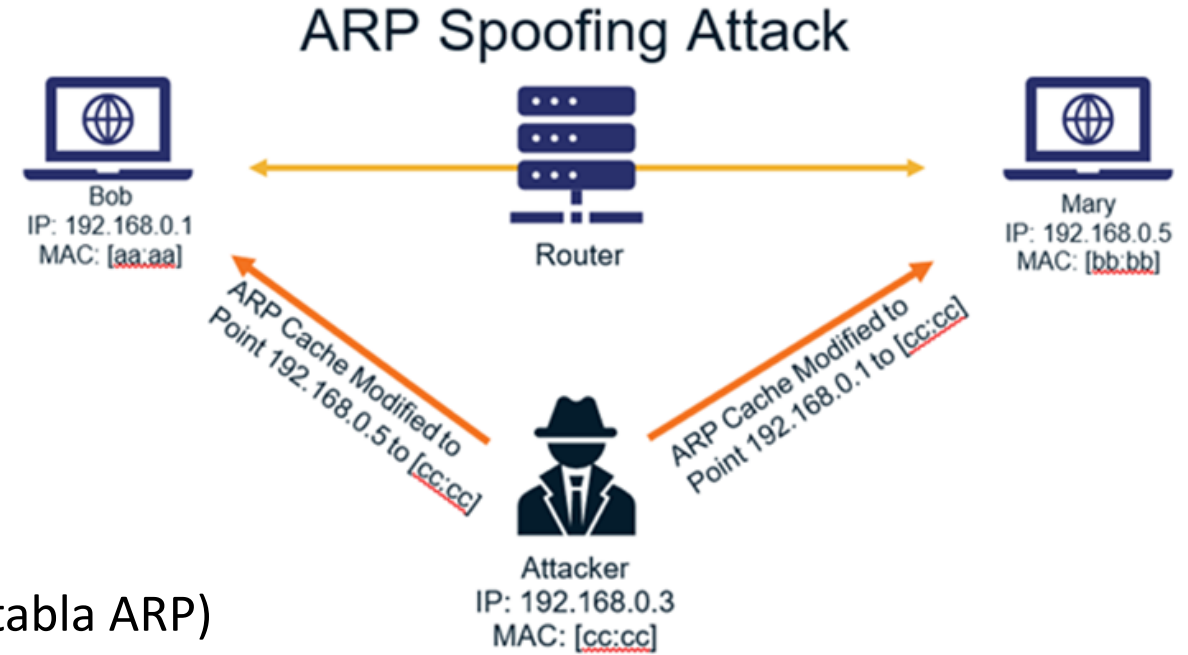 ARP Spoofing Attack
Bob
IP: 192.168.0.1
MAC: [aa:aa]
Router
Mary
IP: 192.168.0.5
MAC: [bb:bb]
ARP Cache Modified to
Point 192.168.0.5 to [cc:cc]
ARP Cache Modified to
Point 192.168.0.1 to [cc:cc]
Attacker
IP: 192.168.0.3
MAC: [cc:cc]
tabla ARP)